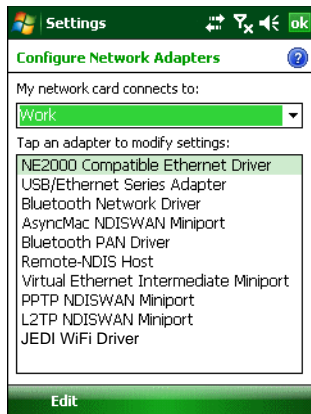 Settings
ok
Configure Network Adapters
?
My network card connects to:
Work
Tap an adapter to modify settings:
NE2000 Compatible Ethernet Driver
USB/Ethernet Series Adapter
Bluetooth Network Driver
AsyncMac NDISWAN Miniport
Bluetooth PAN Driver
Remote-NDIS Host
Virtual Ethernet Intermediate Miniport
PPTP NDISWAN Miniport
L2TP NDISWAN Miniport
JEDI WiFi Driver
Edit